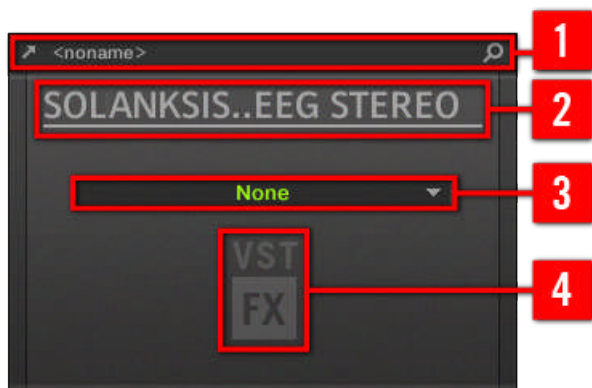 <noname>
1
SOLANKSIS..EEG STEREO
2
None
3
VST
FX
4